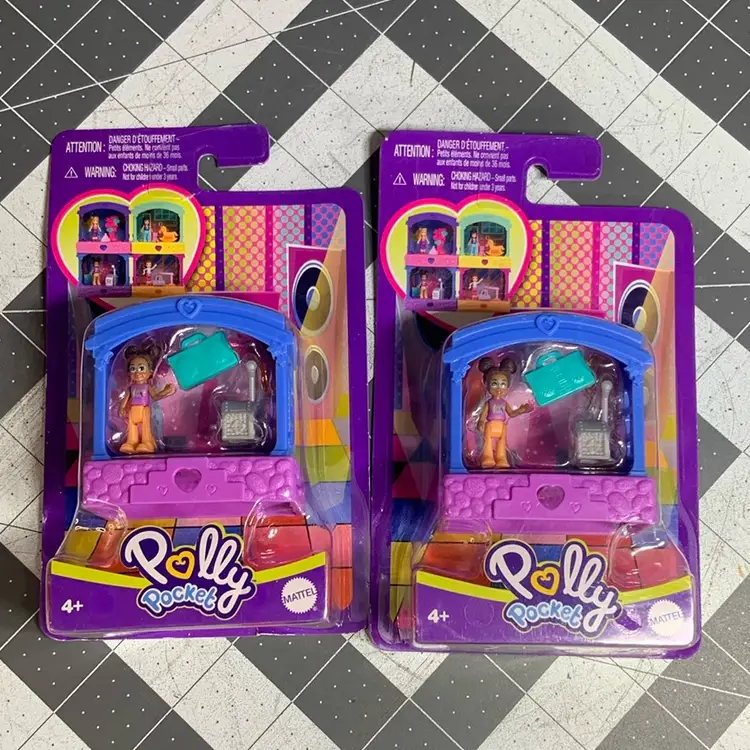 ATTENTION : DANGER D'ÉTOUFFEMENT –
Petits éléments. Ne convient
pas aux enfants de moins de 36 mois.
WARNING: CHOKING HAZARD – Small parts.
Not for children under 3 years.
Polly
Pocket
4+
MATTEL
ATTENTION : DANGER D'ÉTOUFFEMENT –
Petits éléments. Ne convient pas
aux enfants de moins de 36 mois.
WARNING: CHOKING HAZARD – Small parts.
Not for children under 3 years.
Polly
Pocket
4+
MATTEL